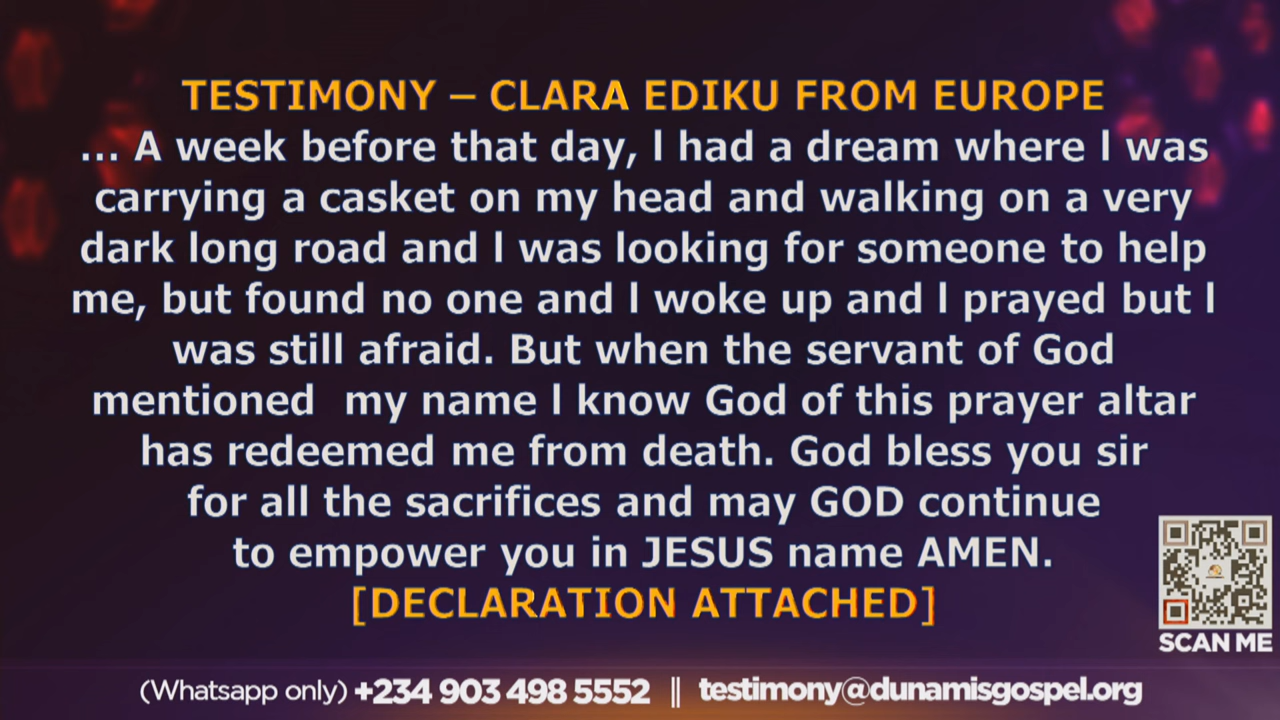 TESTIMONY – CLARA EDIKU FROM EUROPE
... A week before that day, I had a dream where I was
carrying a casket on my head and walking on a very
dark long road and I was looking for someone to help
me, but found no one and I woke up and I prayed but I
was still afraid. But when the servant of God
mentioned  my name I know God of this prayer altar
has redeemed me from death. God bless you sir
for all the sacrifices and may GOD continue
to empower you in JESUS name AMEN.
[DECLARATION ATTACHED]
SCAN ME
(Whatsapp only) +234 903 498 5552 || testimony@dunamisgospel.org